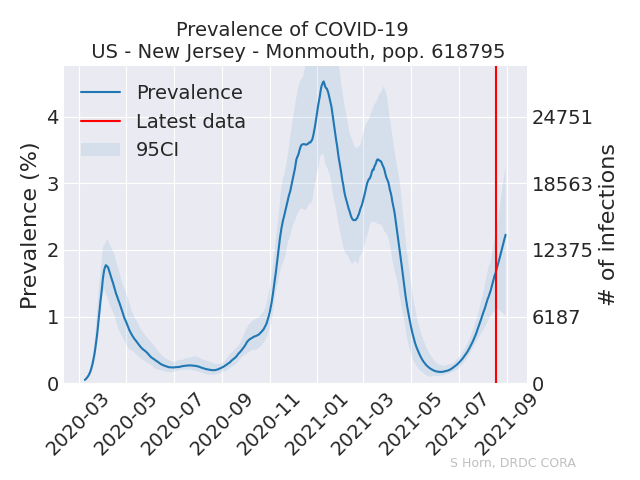 Prevalence of COVID-19
US - New Jersey - Monmouth, pop. 618795
Prevalence
Latest data
95CI
Prevalence (%)
4
3
2
1
0
24751
18563
12375
6187
0
# of infections
2020-03
2020-05
2020-07
2020-09
2020-11
2021-01
2021-03
2021-05
2021-07
2021-09
S Horn, DRDC CORA